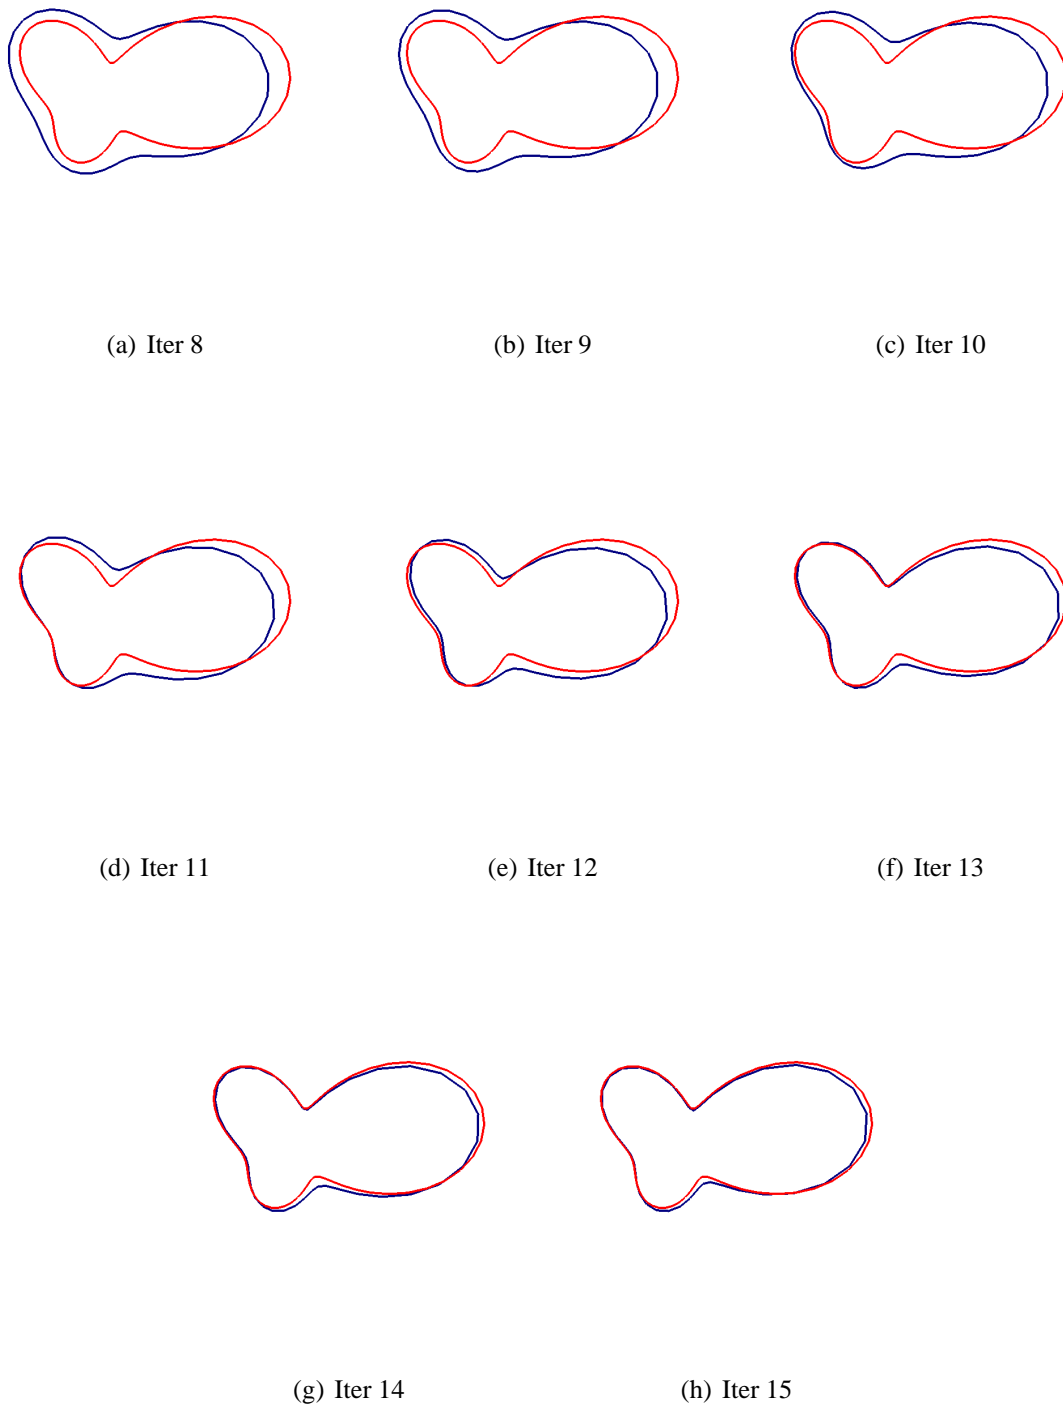 (a) Iter 8
(b) Iter 9
(c) Iter 10
(d) Iter 11
(e) Iter 12
(f) Iter 13
(g) Iter 14
(h) Iter 15